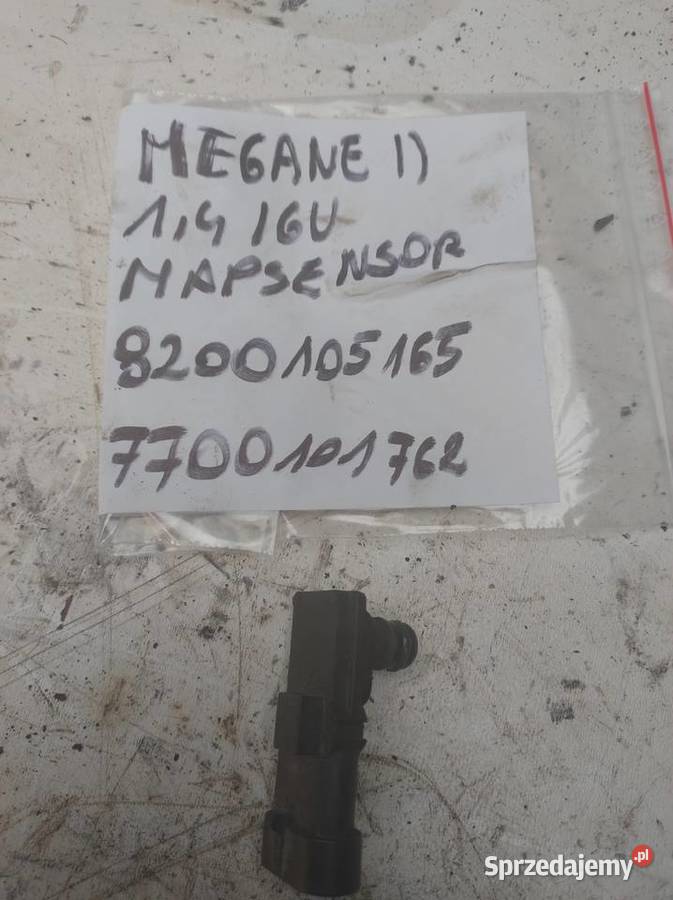 MEGANE II
1,4 16V
MAPSENSOR
8200105165
7700101762
Sprzedajemy.pl